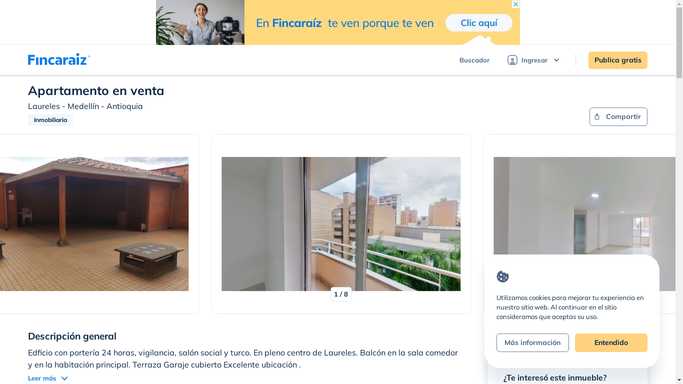 En Fincaraíz te ven porque te ven
Clic aquí
Fincaraiz
Buscador
Ingresar
Publica gratis
Apartamento en venta
Laureles - Medellín - Antioquia
Inmobiliaria
Compartir
1 / 8
Utilizamos cookies para mejorar tu experiencia en
nuestro sitio web. Al continuar en el sitio
consideramos que aceptas su uso.
Más información
Entendido
Descripción general
Edficio con portería 24 horas, vigilancia, salón social y turco. En pleno centro de Laureles. Balcón en la sala comedor
y en la habitación principal. Terraza Garaje cubierto Excelente ubicación .
Leer más
¿Te interesó este inmueble?